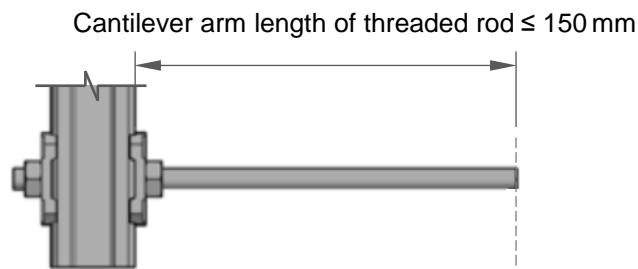 Cantilever arm length of threaded rod ≤ 150 mm